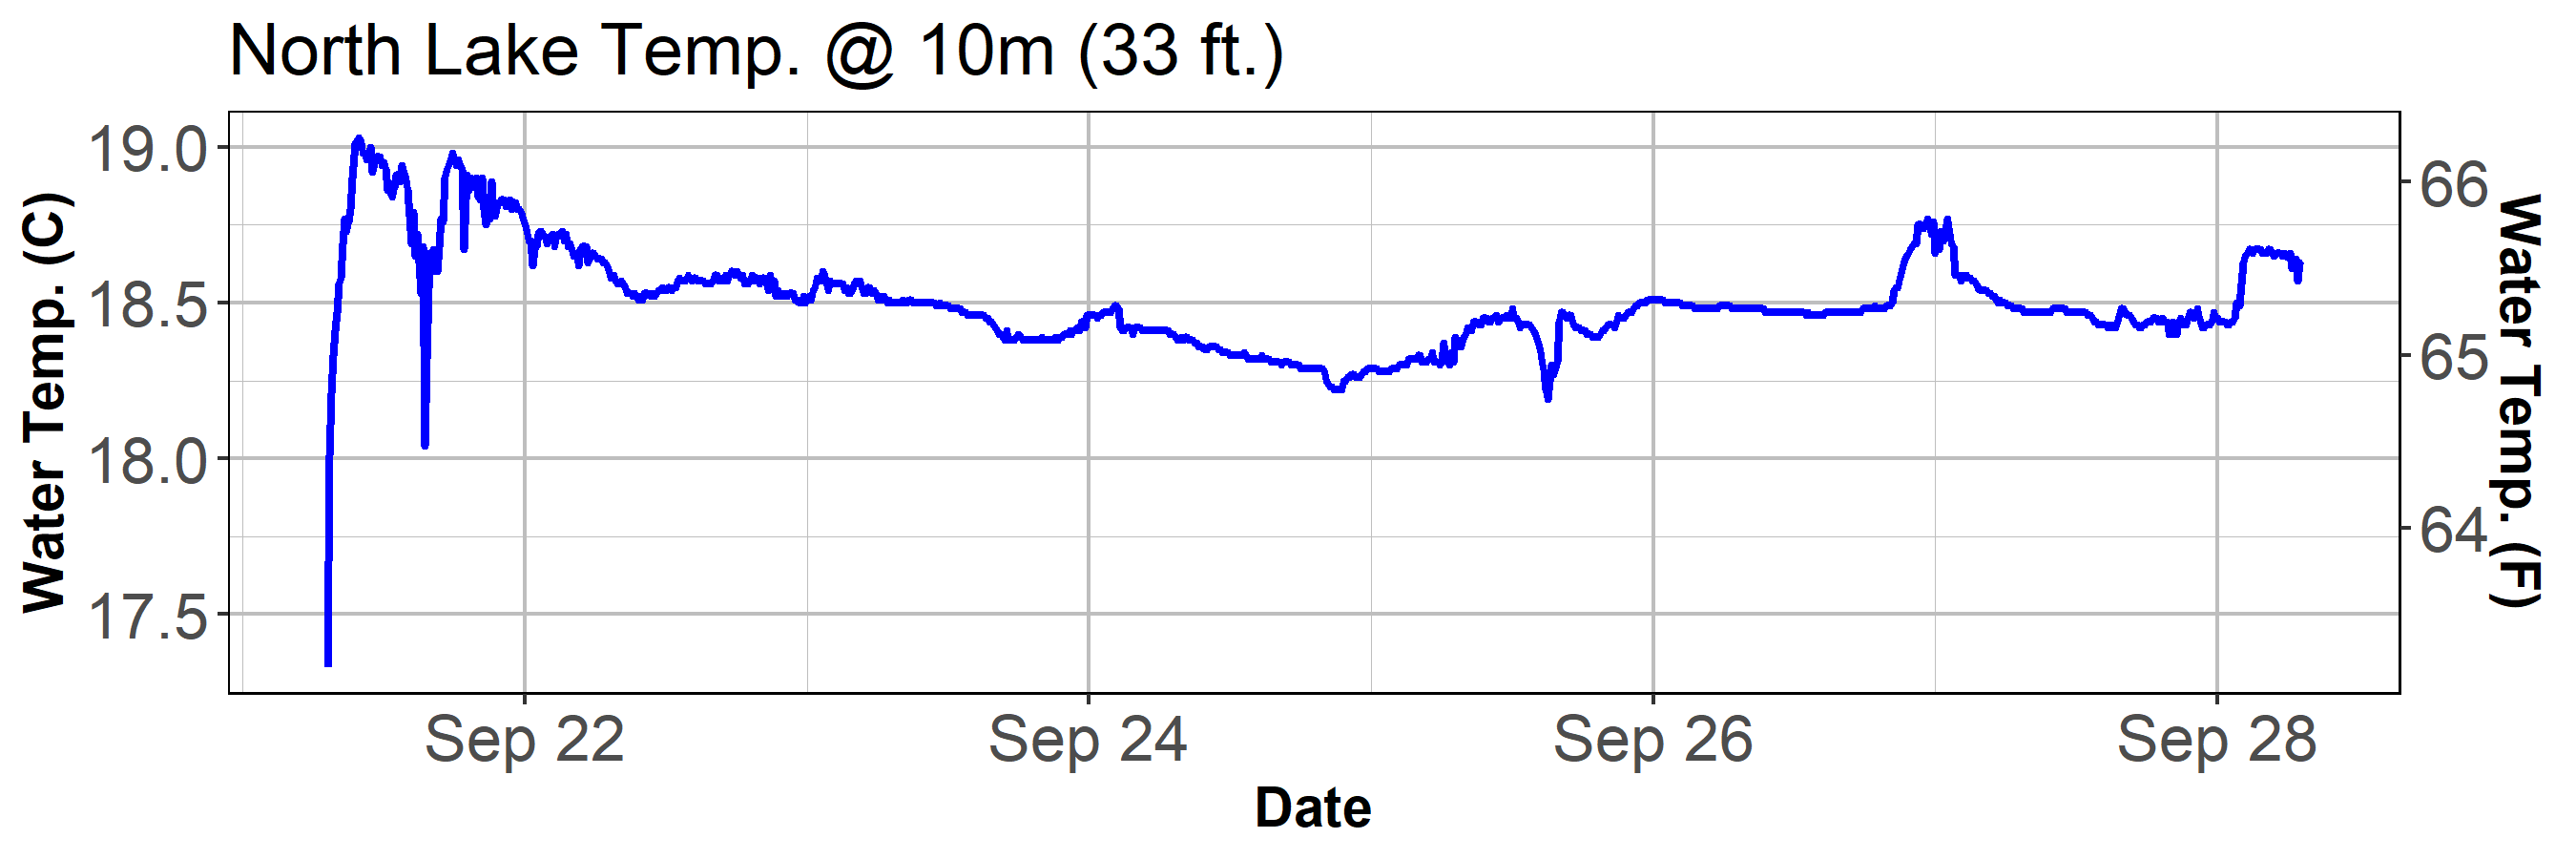 North Lake Temp. @ 10m (33 ft.)
Water Temp. (C)
19.0
18.5
18.0
17.5
66
65
64
Water Temp. (F)
Sep 22
Sep 24
Sep 26
Sep 28
Date